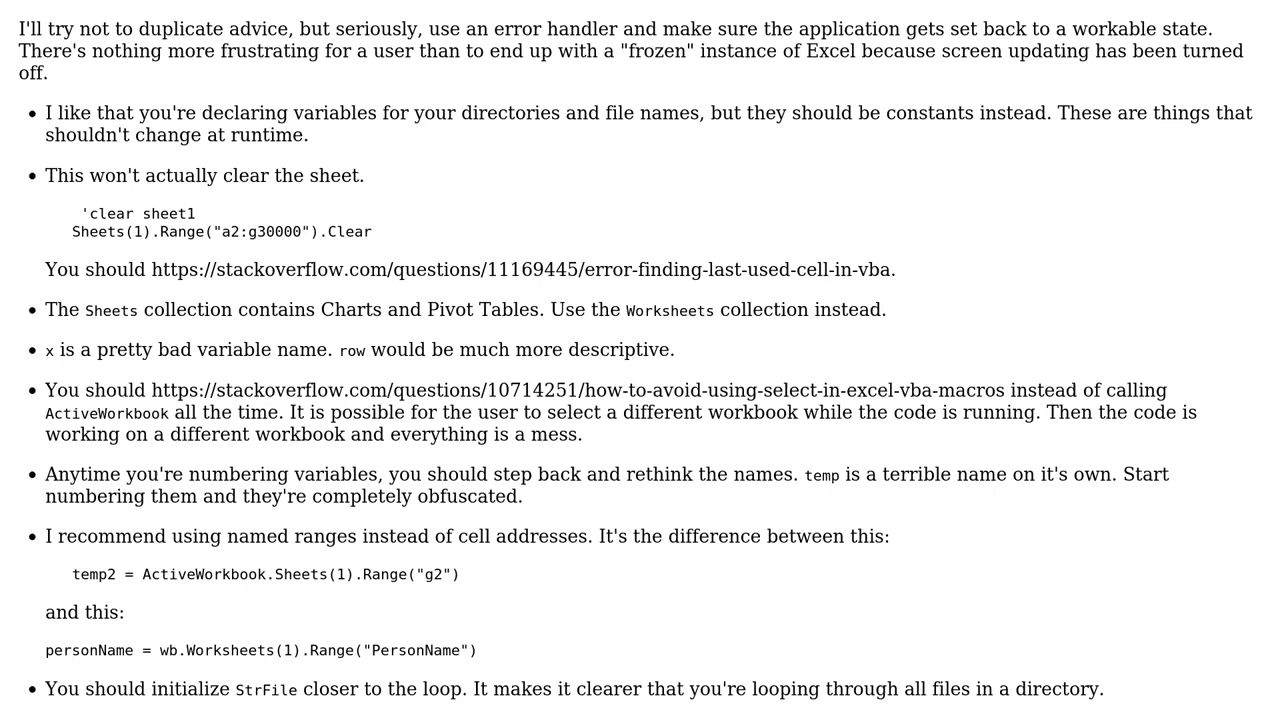 I'll try not to duplicate advice, but seriously, use an error handler and make sure the application gets set back to a workable state.
There's nothing more frustrating for a user than to end up with a "frozen" instance of Excel because screen updating has been turned
off.
• I like that you're declaring variables for your directories and file names, but they should be constants instead. These are things that
shouldn't change at runtime.
• This won't actually clear the sheet.
'clear sheet1
Sheets(1).Range("a2:g30000").Clear
You should https://stackoverflow.com/questions/11169445/error-finding-last-used-cell-in-vba.
• The Sheets collection contains Charts and Pivot Tables. Use the Worksheets collection instead.
• x is a pretty bad variable name. row would be much more descriptive.
• You should https://stackoverflow.com/questions/10714251/how-to-avoid-using-select-in-excel-vba-macros instead of calling
ActiveWorkbook all the time. It is possible for the user to select a different workbook while the code is running. Then the code is
working on a different workbook and everything is a mess.
• Anytime you're numbering variables, you should step back and rethink the names. temp is a terrible name on it's own. Start
numbering them and they're completely obfuscated.
• I recommend using named ranges instead of cell addresses. It's the difference between this:
temp2 = ActiveWorkbook.Sheets(1).Range("g2")
and this:
personName = wb.Worksheets(1).Range("PersonName")
• You should initialize StrFile closer to the loop. It makes it clearer that you're looping through all files in a directory.